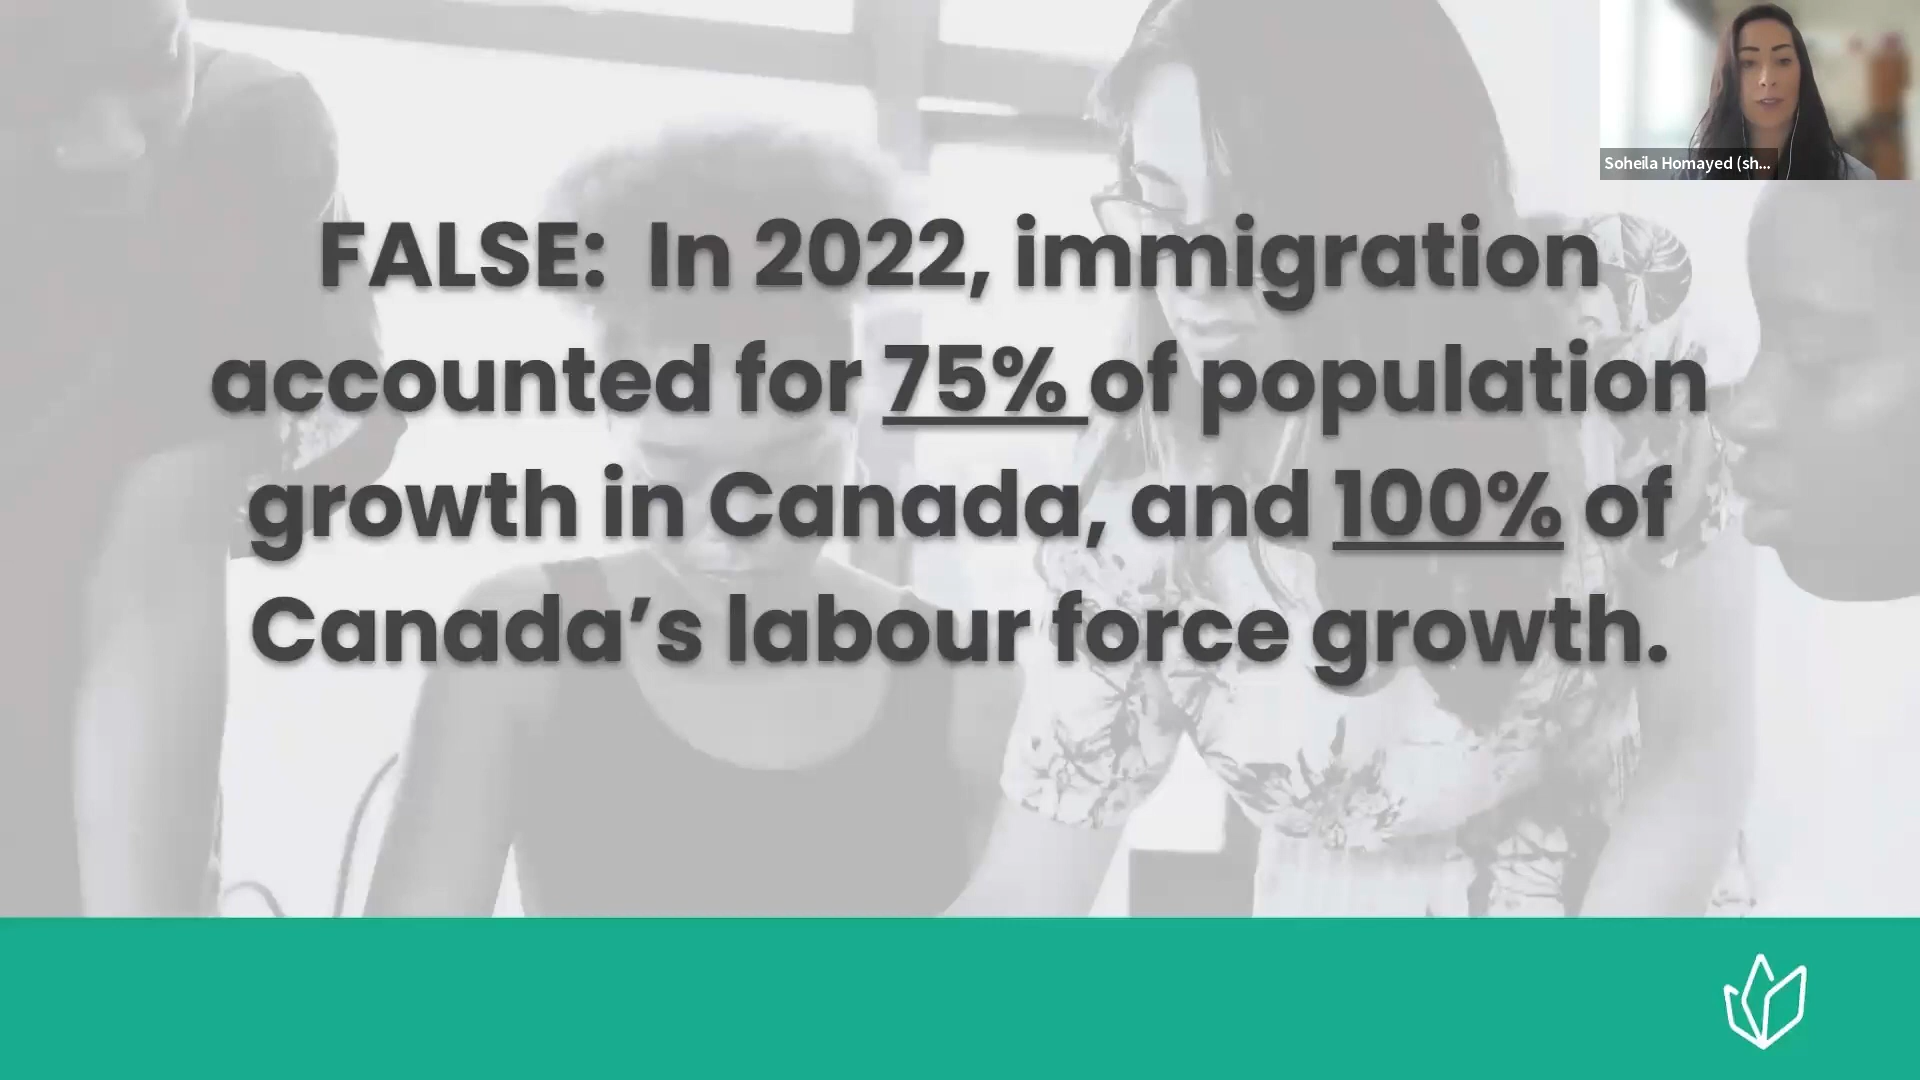 Soheila Homayed (sh...
FALSE: In 2022, immigration
accounted for 75% of population
growth in Canada, and 100% of
Canada’s labour force growth.